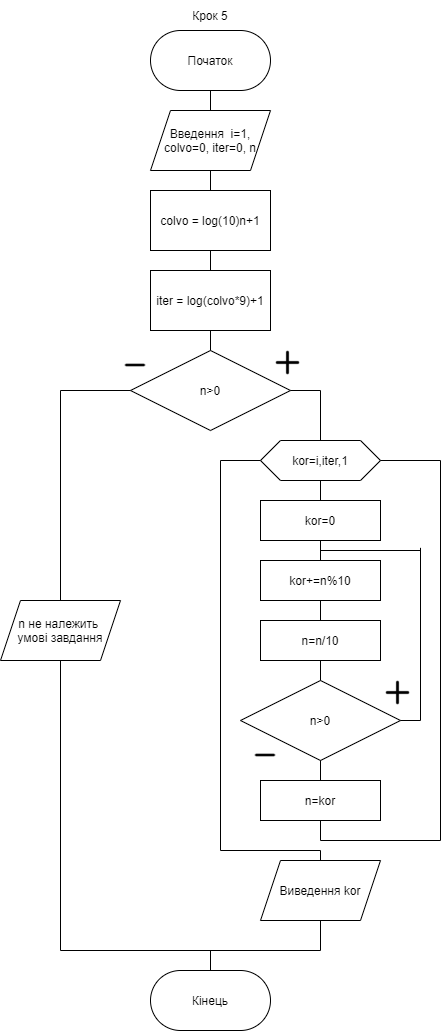 Крок 5
Початок
Введення i=1,
colvo=0, iter=0, n
colvo = log(10)n+1
iter = log(colvo*9)+1
n>0
kor=i,iter,1
kor=0
kor+=n%10
n не належить
умові завдання
n=n/10
n>0
n=kor
Виведення kor
Кінець